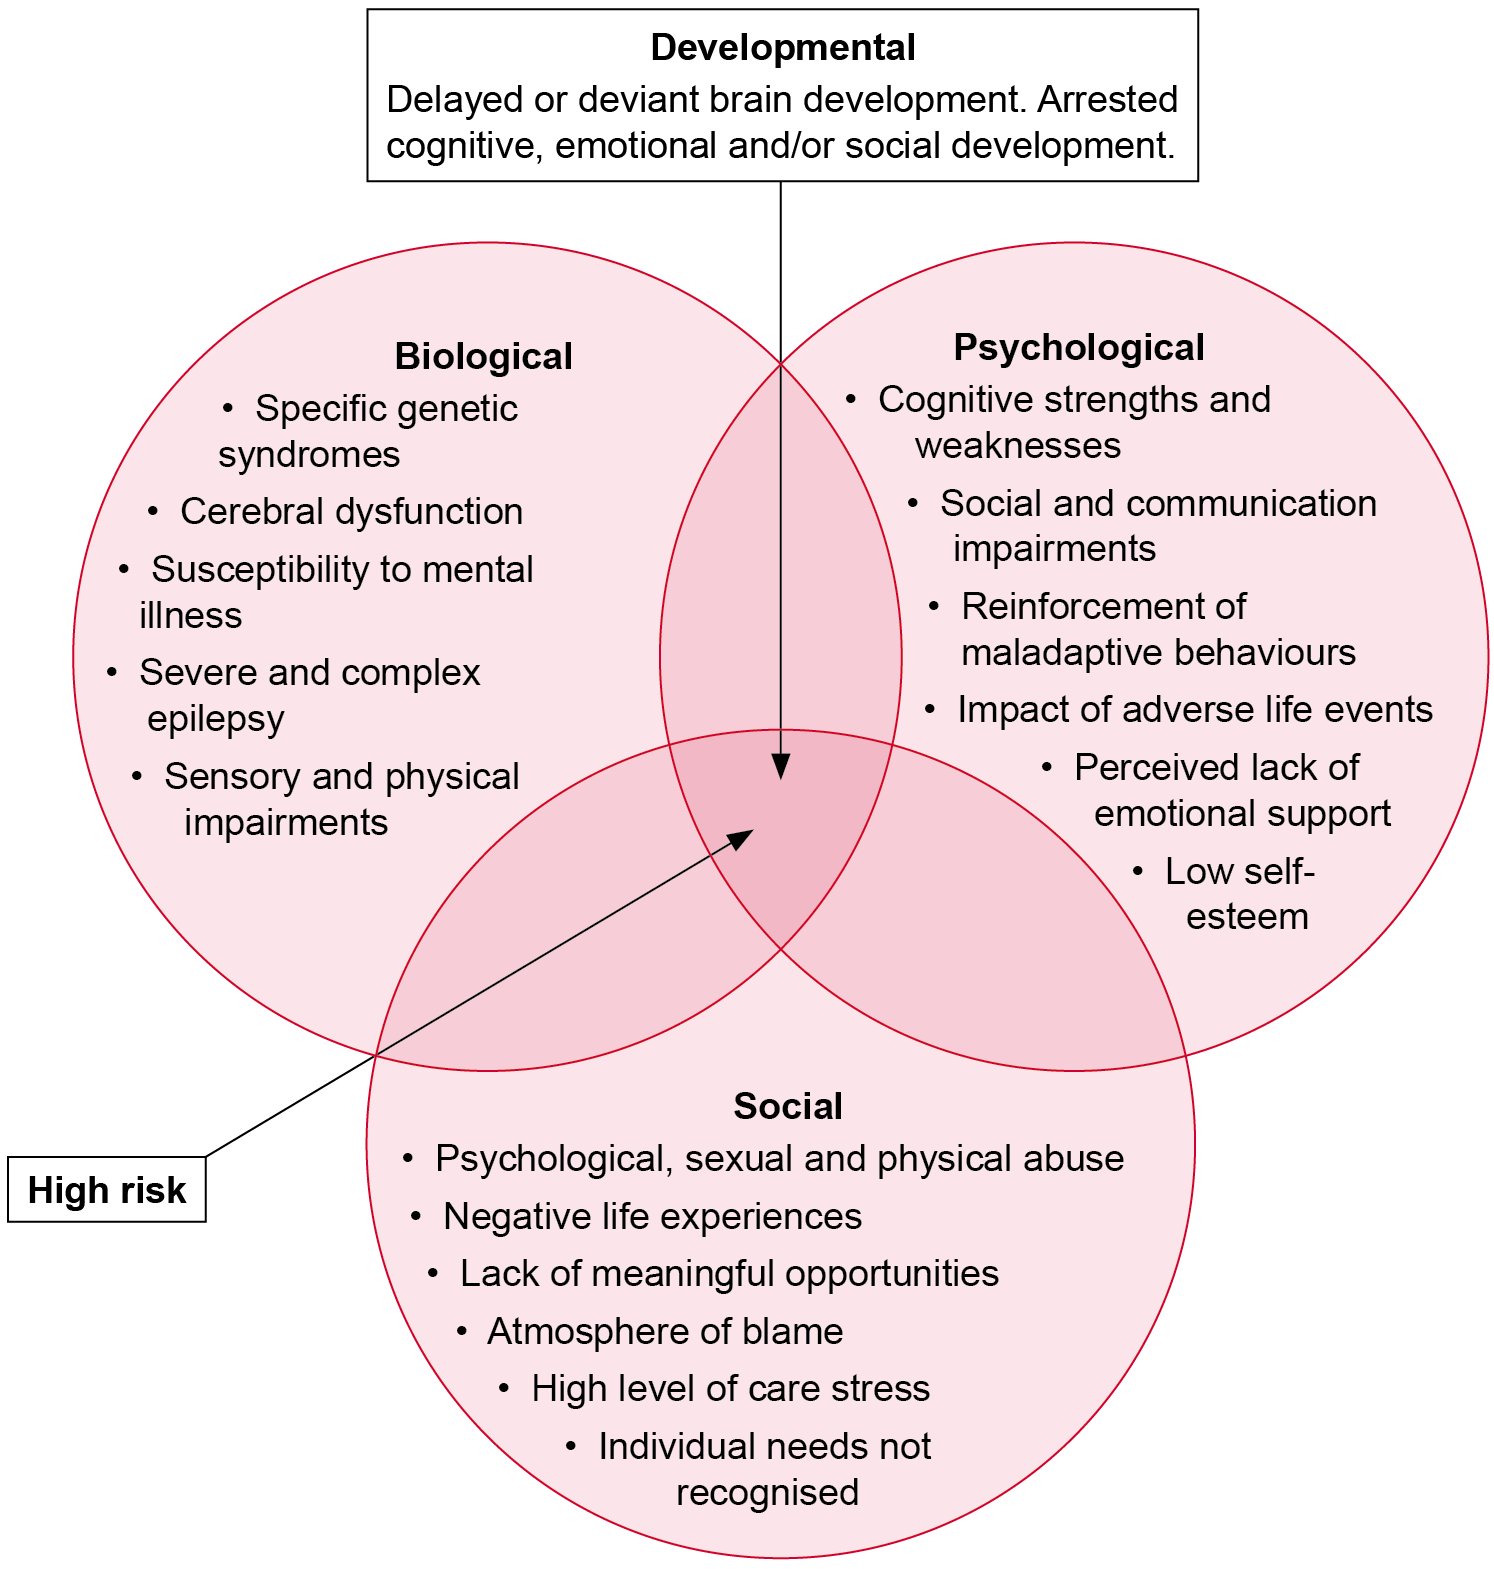 Developmental
Delayed or deviant brain development. Arrested
cognitive, emotional and/or social development.
Biological
• Specific genetic
syndromes
• Cerebral dysfunction
• Susceptibility to mental
illness
• Severe and complex
epilepsy
• Sensory and physical
impairments
Psychological
• Cognitive strengths and
weaknesses
• Social and communication
impairments
• Reinforcement of
maladaptive behaviours
• Impact of adverse life events
• Perceived lack of
emotional support
• Low self-
esteem
High risk
Social
• Psychological, sexual and physical abuse
• Negative life experiences
• Lack of meaningful opportunities
• Atmosphere of blame
• High level of care stress
• Individual needs not
recognised